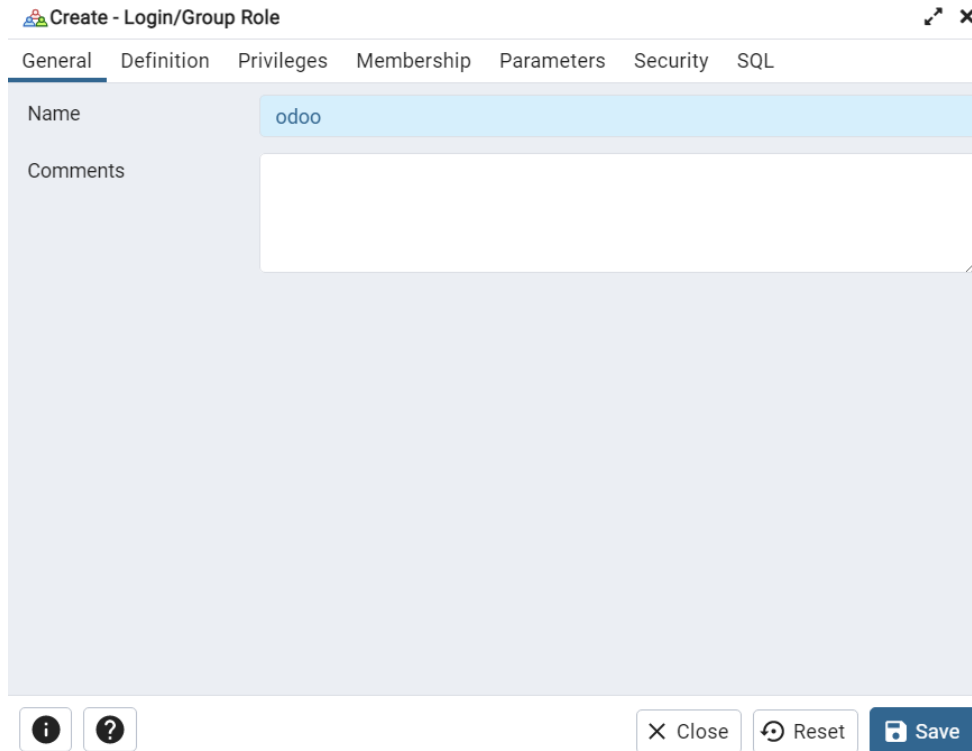 Create - Login/Group Role
General Definition Privileges Membership Parameters Security SQL
Name odoo
Comments
Close Reset Save